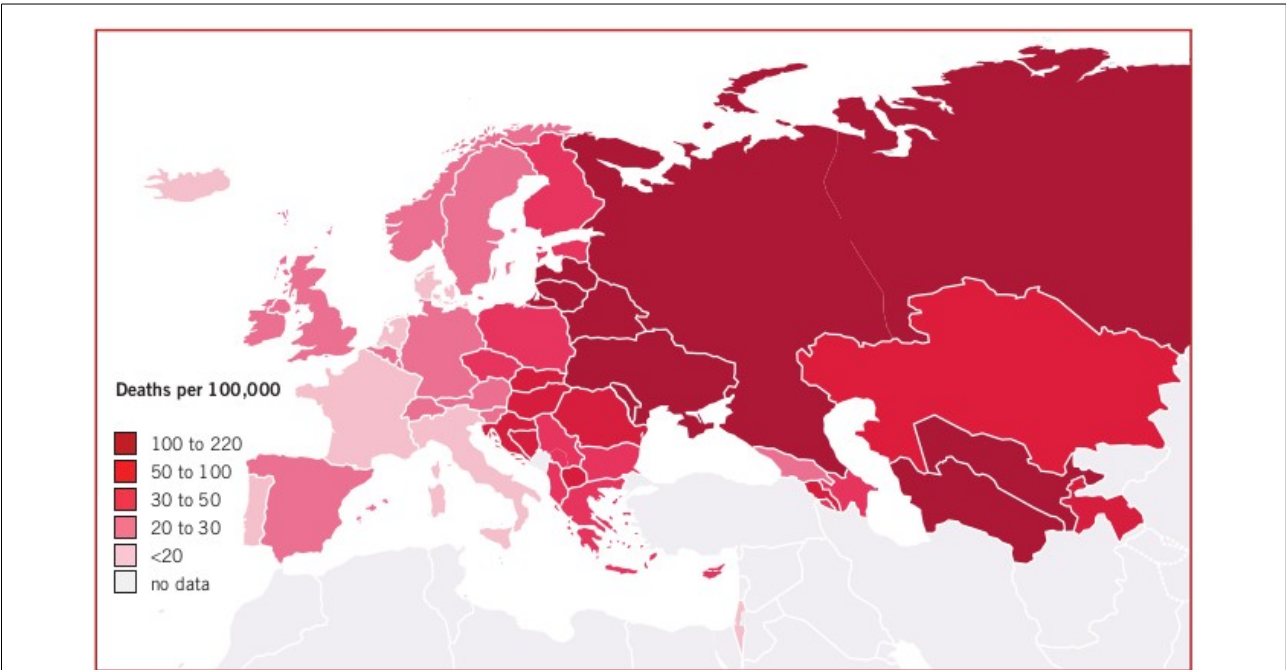 Deaths per 100,000
100 to 220
50 to 100
30 to 50
20 to 30
<20
no data